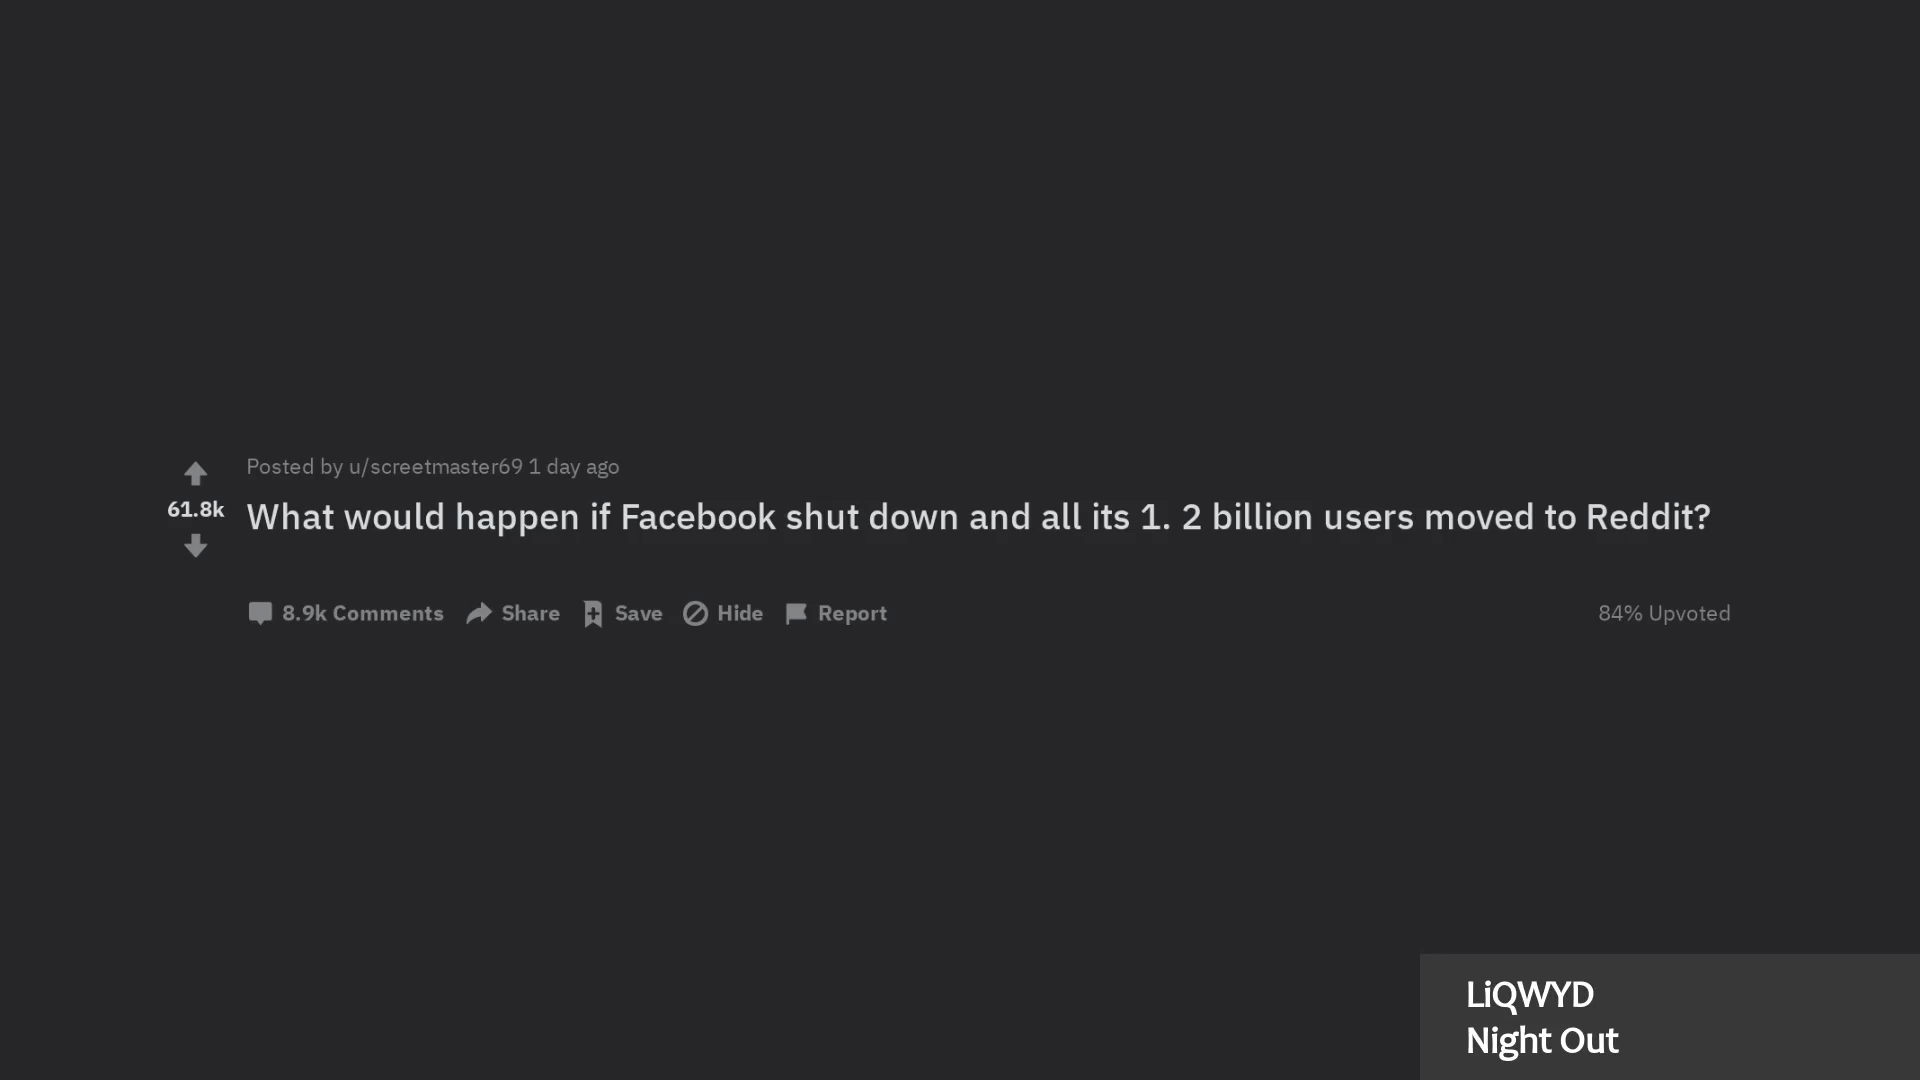 Posted by u/screetmaster69 1 day ago
61.8k
What would happen if Facebook shut down and all its 1. 2 billion users moved to Reddit?
8.9k Comments Share Save Hide Report 84% Upvoted
LiQWYD
Night Out